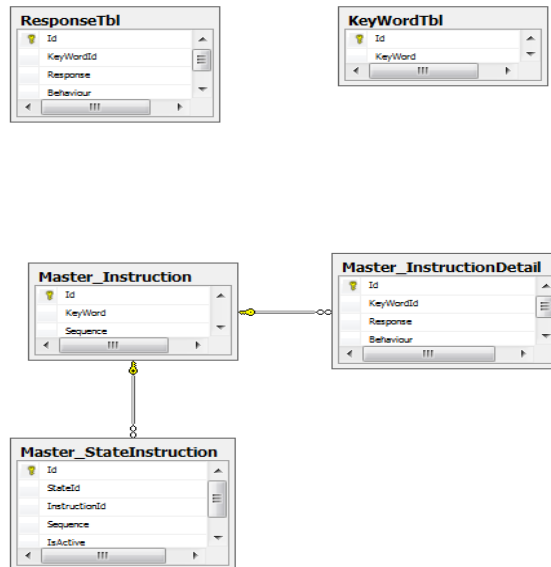 ResponseTbl
Id
KeyWordId
Response
Behaviour
KeyWordTbl
Id
KeyWord
Master_Instruction
Id
KeyWord
Sequence
Master_InstructionDetail
Id
KeyWordId
Response
Behaviour
Master_StateInstruction
Id
StateId
InstructionId
Sequence
IsActive